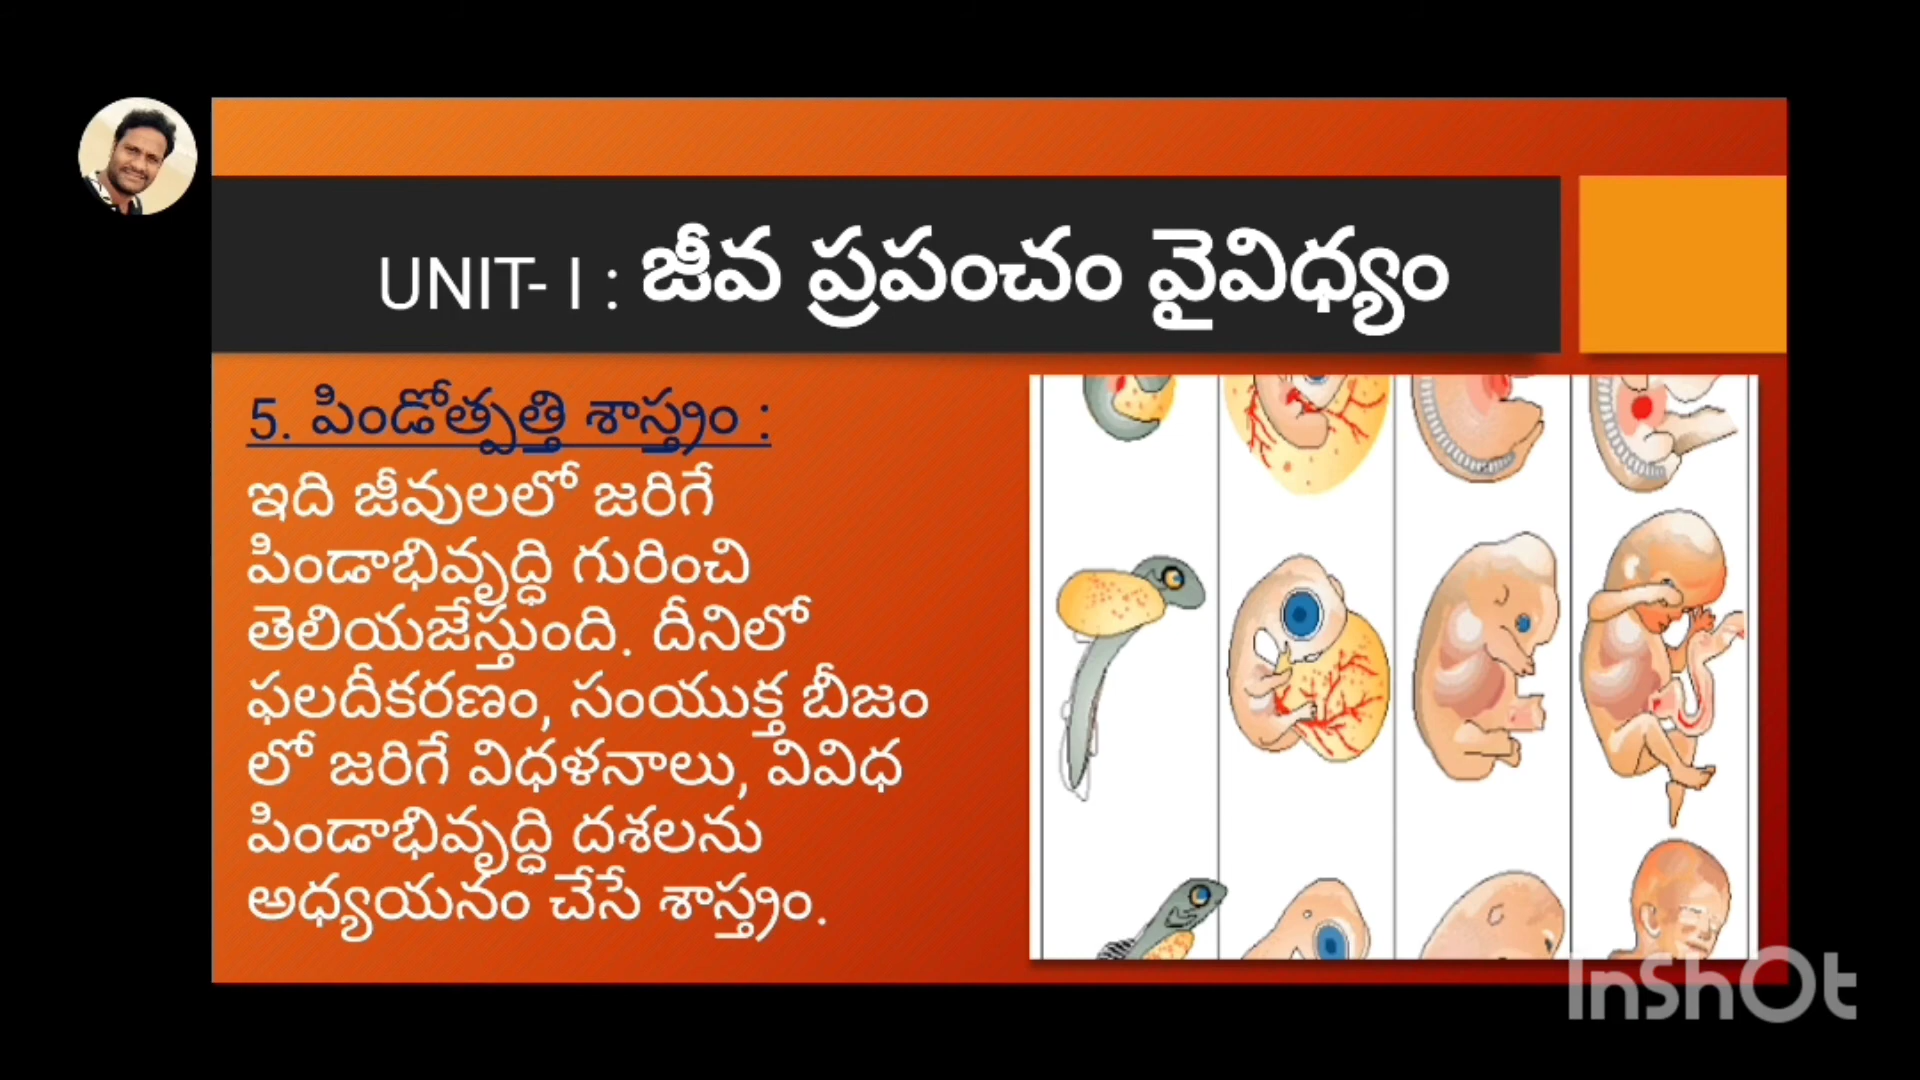 UNIT- I : జీవ ప్రపంచం వైవిధ్యం
5. పిండోత్పత్తి శాస్త్రం :
ఇది జీవులలో జరిగే
పిండాభివృద్ధి గురించి
తెలియజేస్తుంది. దీనిలో
ఫలదీకరణం, సంయుక్త బీజం
లో జరిగే విధళనాలు, వివిధ
పిండాభివృద్ధి దశలను
అధ్యయనం చేసే శాస్త్రం.
InShOt